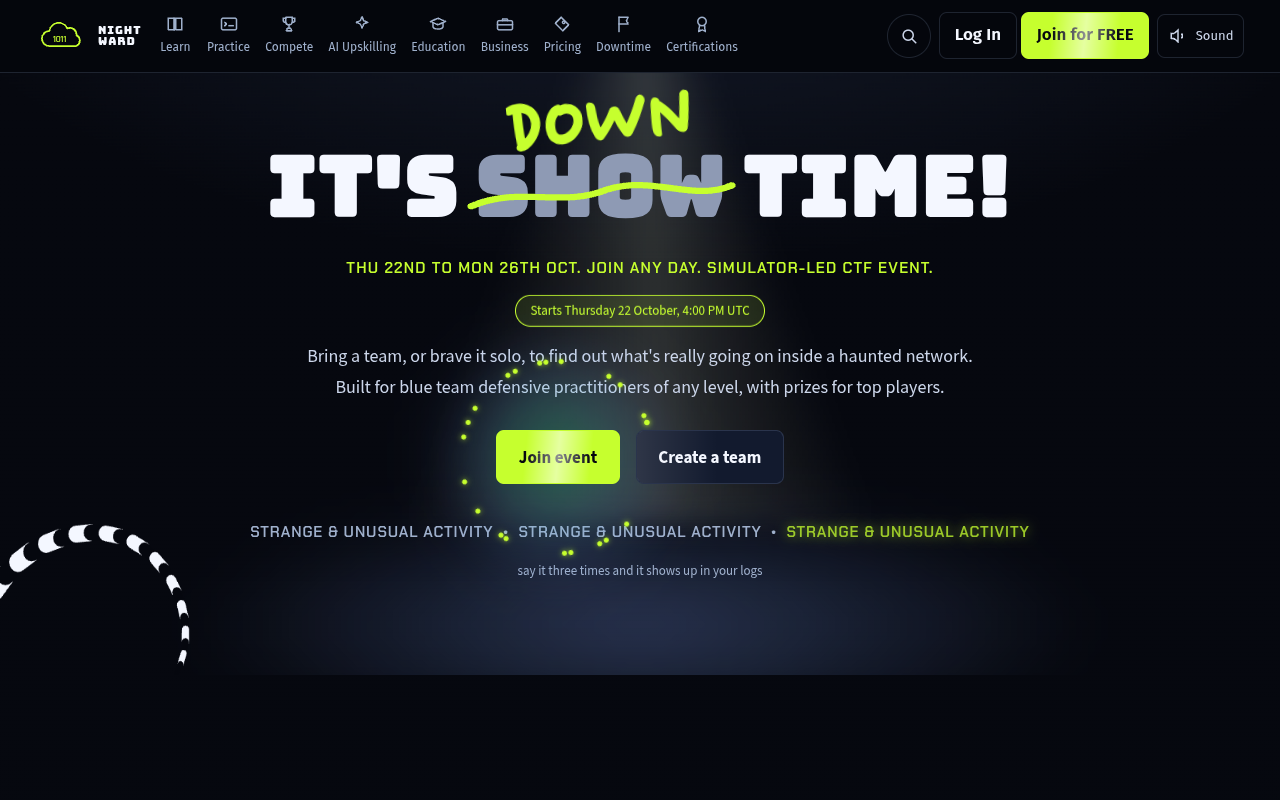 1011
NIGHT
WARD
Learn
Practice
Compete
AI Upskilling
Education
Business
Pricing
Downtime
Certifications
Log In
Join for FREE
Sound
DOWN
IT'S SHOW TIME!
THU 22ND TO MON 26TH OCT. JOIN ANY DAY. SIMULATOR-LED CTF EVENT.
Starts Thursday 22 October, 4:00 PM UTC
Bring a team, or brave it solo, to find out what's really going on inside a haunted network.
Built for blue team defensive practitioners of any level, with prizes for top players.
Join event
Create a team
STRANGE & UNUSUAL ACTIVITY • STRANGE & UNUSUAL ACTIVITY • STRANGE & UNUSUAL ACTIVITY
say it three times and it shows up in your logs